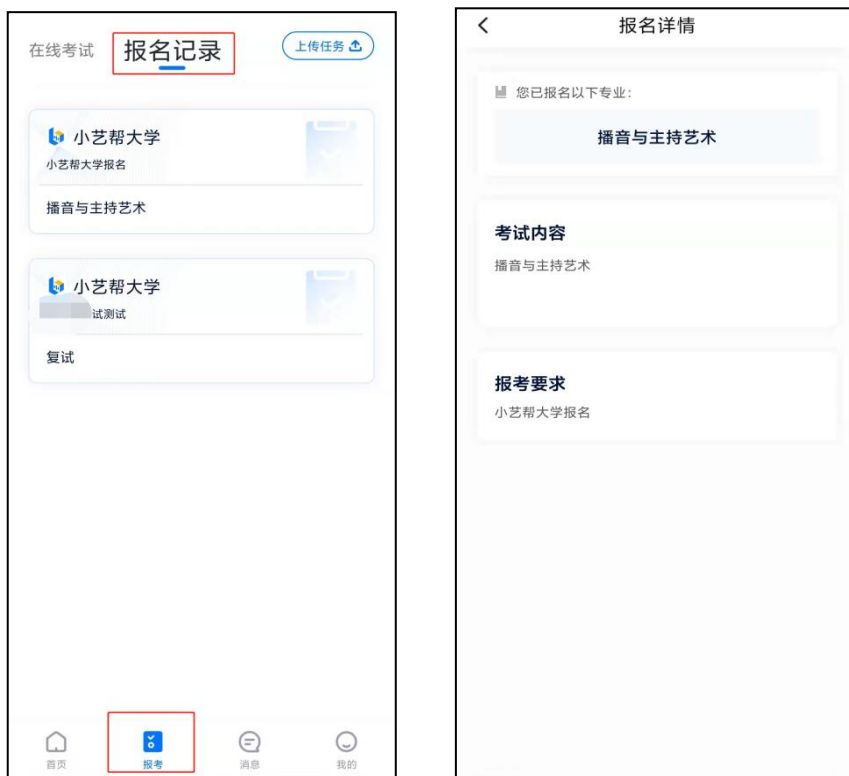 在线考试
报名记录
上传任务
小艺帮大学
小艺帮大学报名
播音与主持艺术
小艺帮大学
试测试
复试
首页
报考
消息
我的
报名详情
您已报名以下专业:
播音与主持艺术
考试内容
播音与主持艺术
报考要求
小艺帮大学报名